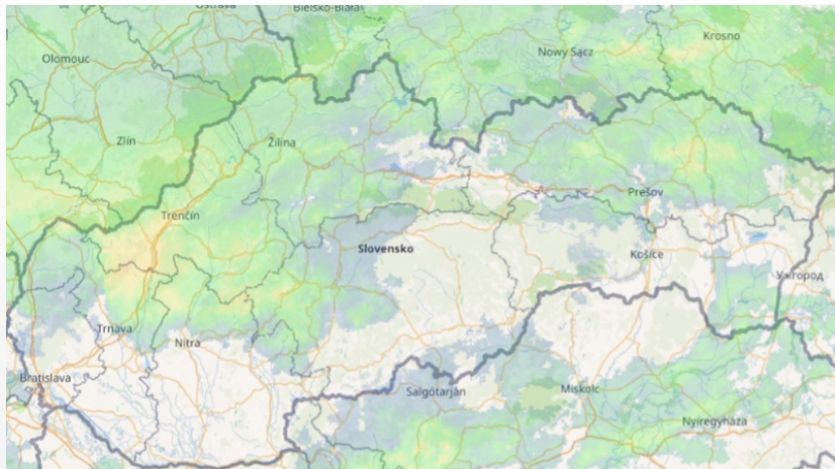 Ostrava
Bielsko-Biała
Krosno
Nowy Sącz
Olomouc
Zlín
Žilina
Prešov
Trenčín
Slovensko
Košice
Ужгород
Trnava
Nitra
Bratislava
Salgótarján
Miskolc
Nyíregyháza